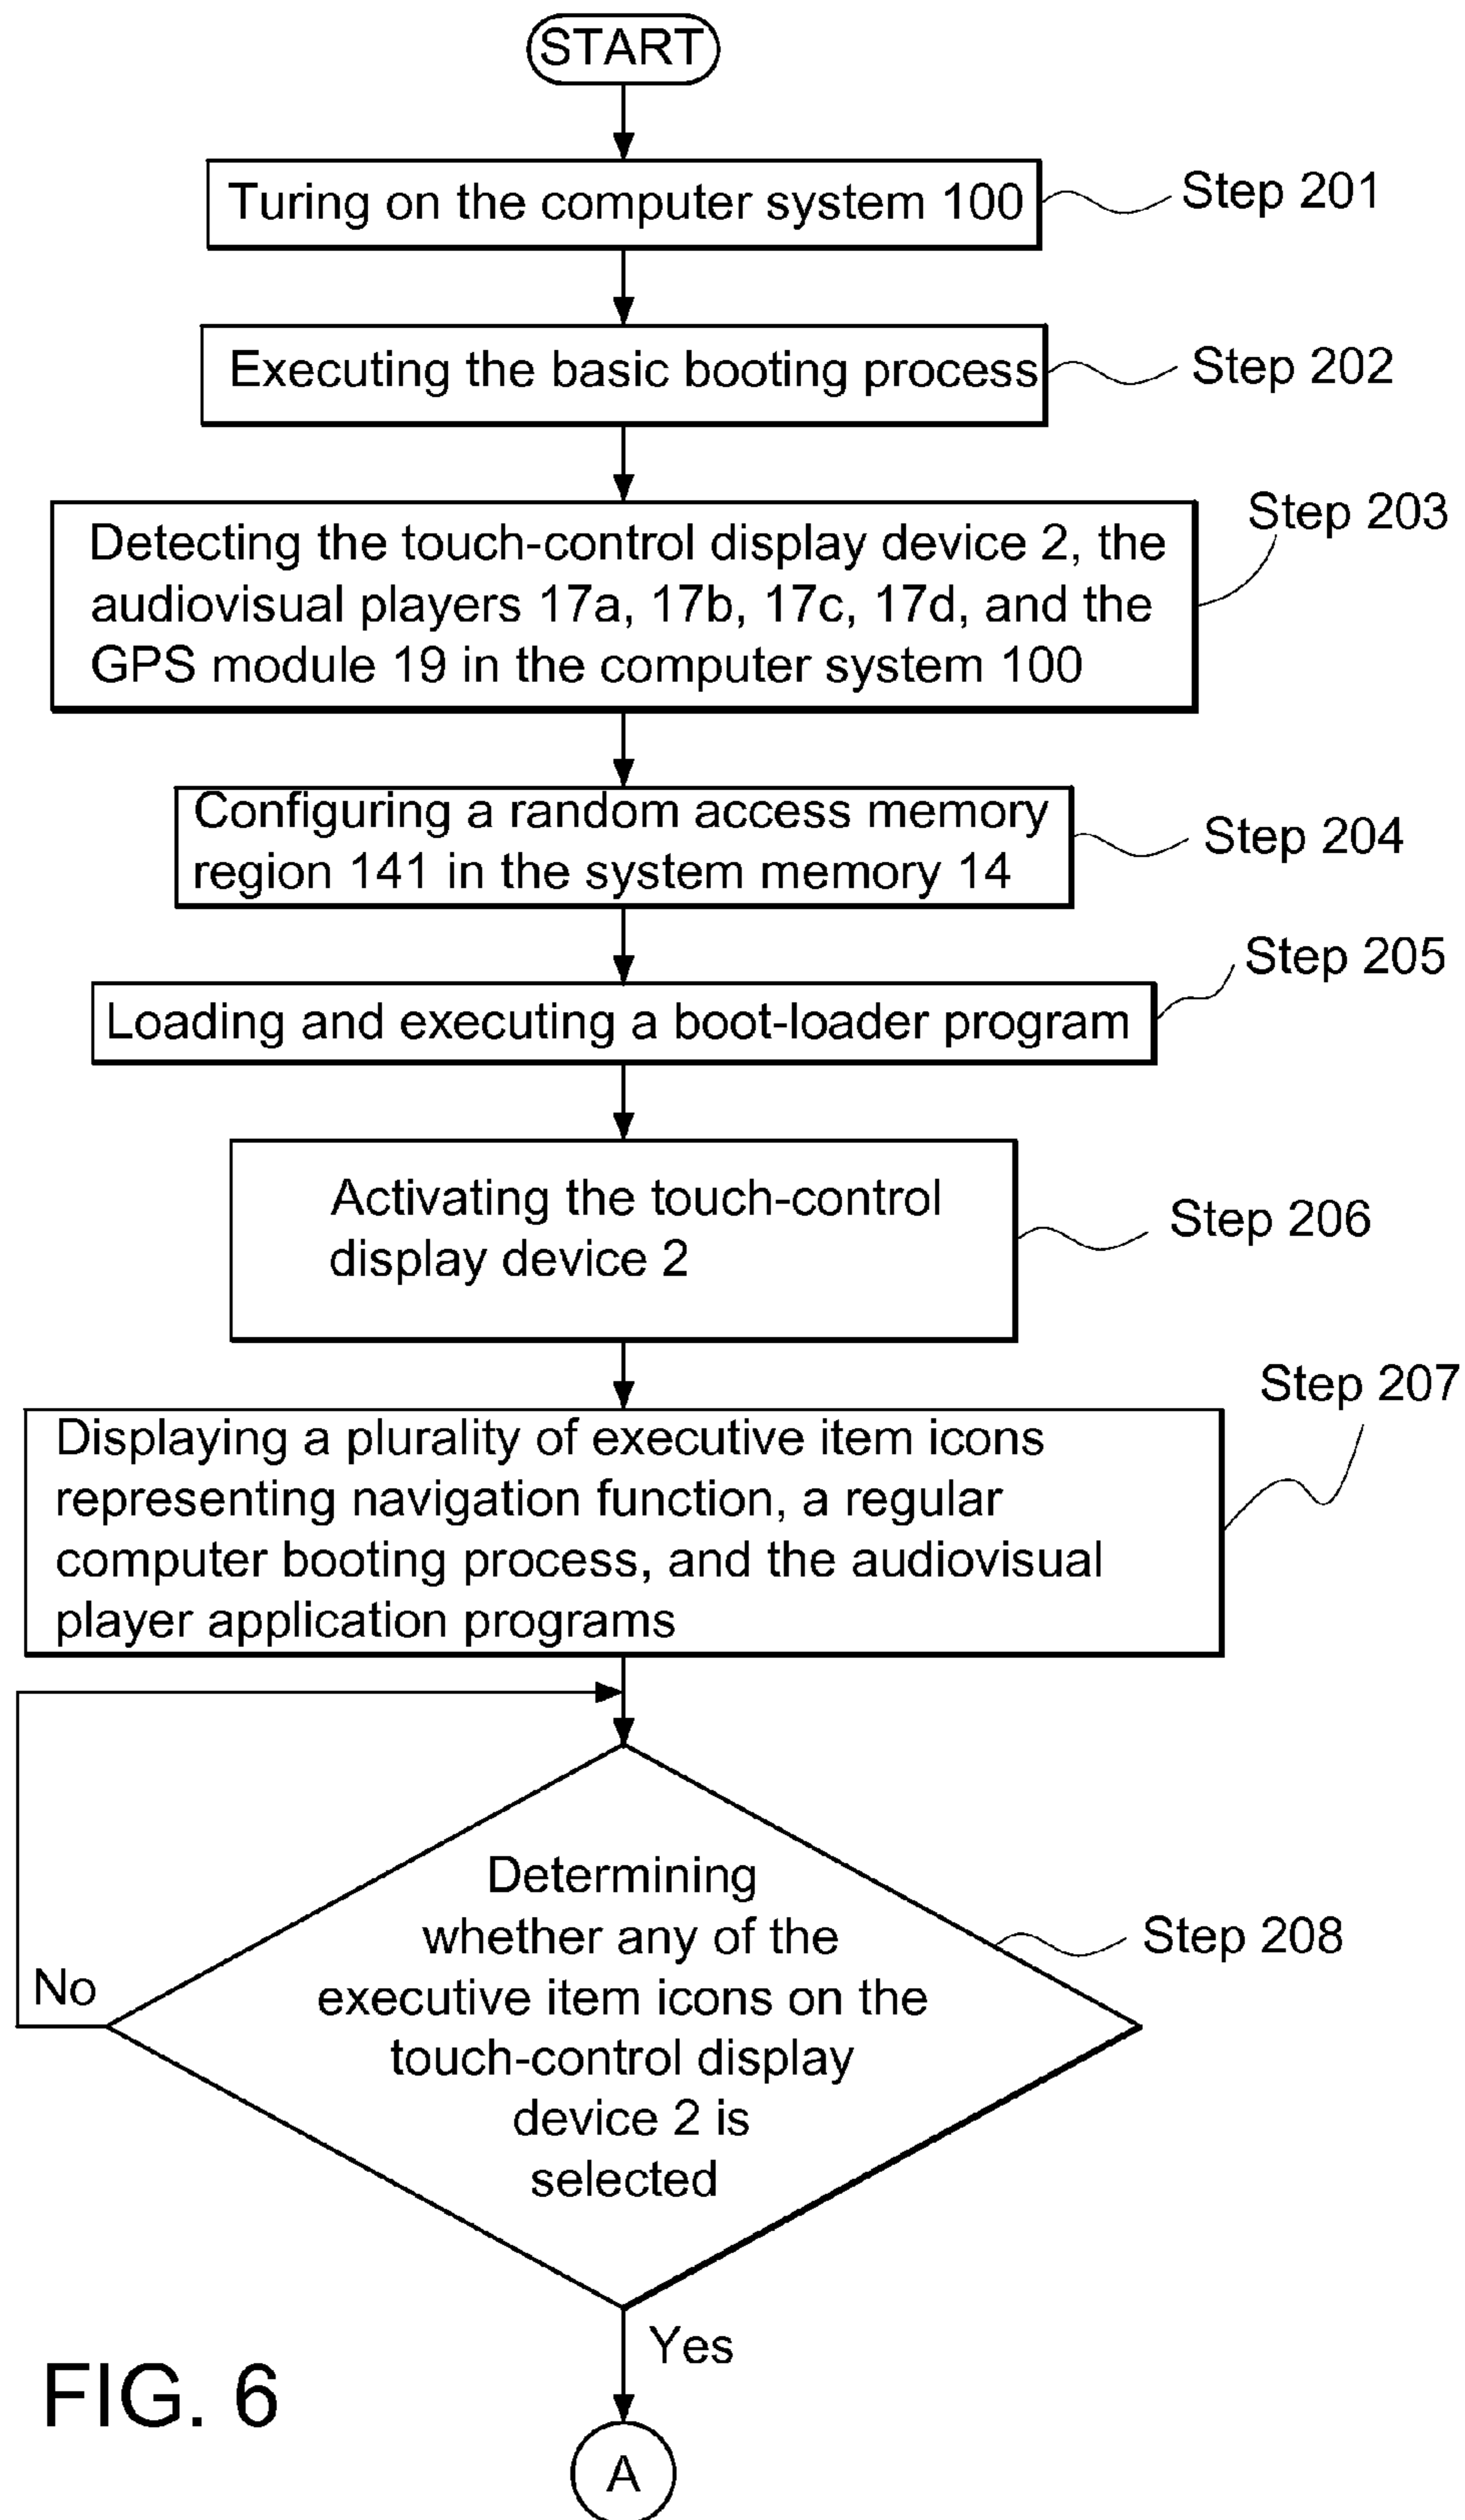 START
Turing on the computer system 100
Step 201
Executing the basic booting process
Step 202
Detecting the touch-control display device 2, the
audiovisual players 17a, 17b, 17c, 17d, and the
GPS module 19 in the computer system 100
Step 203
Configuring a random access memory
region 141 in the system memory 14
Step 204
Loading and executing a boot-loader program
Step 205
Activating the touch-control
display device 2
Step 206
Displaying a plurality of executive item icons
representing navigation function, a regular
computer booting process, and the audiovisual
player application programs
Step 207
Determining
whether any of the
executive item icons on the
touch-control display
device 2 is
selected
Step 208
No
Yes
A
FIG. 6